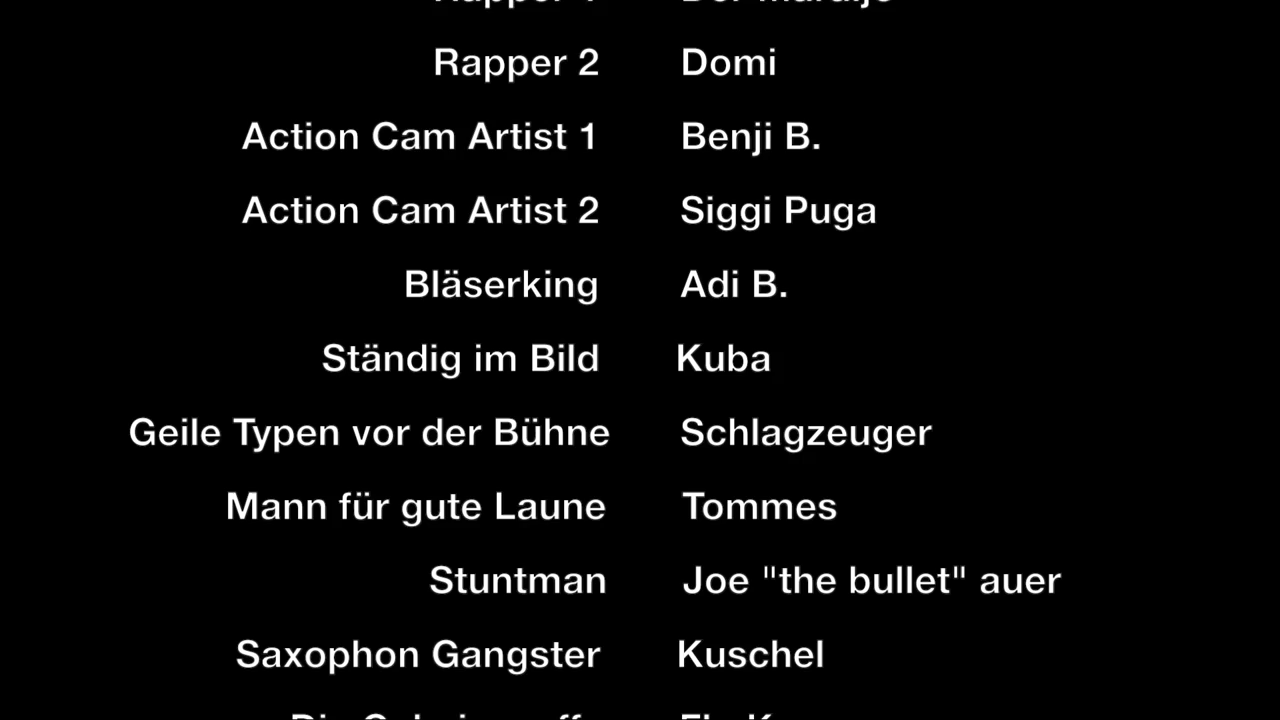 Rapper 2 Domi
Action Cam Artist 1 Benji B.
Action Cam Artist 2 Siggi Puga
Bläserking Adi B.
Ständig im Bild Kuba
Geile Typen vor der Bühne Schlagzeuger
Mann für gute Laune Tommes
Stuntman Joe "the bullet" auer
Saxophon Gangster Kuschel